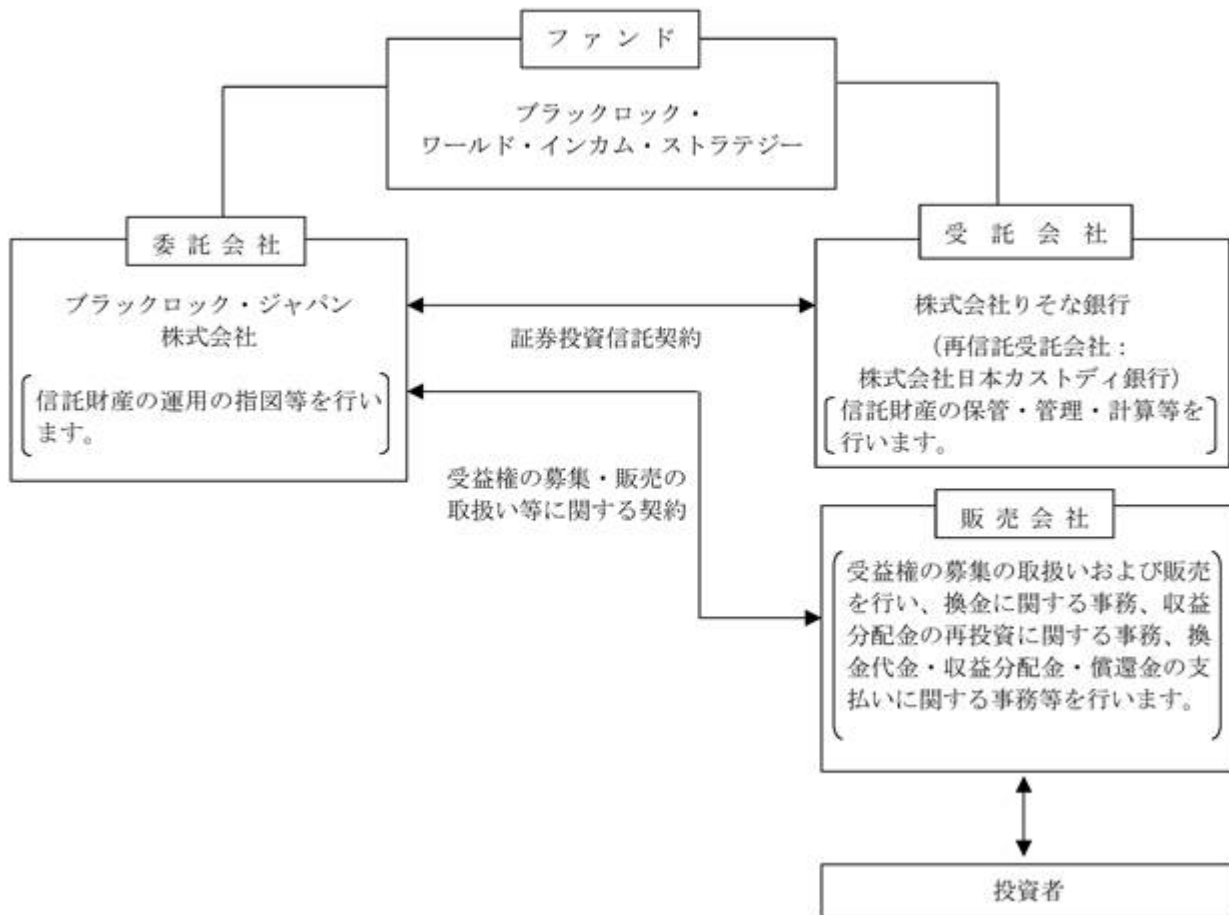 ファンド
ブラックロック・
ワールド・インカム・ストラテジー
委託会社
ブラックロック・ジャパン
株式会社
信託財産の運用の指図等を行い
ます。
証券投資信託契約
受託会社
株式会社りそな銀行
(再信託受託会社:
株式会社日本カストディ銀行)
信託財産の保管・管理・計算等を
行います。
受益権の募集・販売の
取扱い等に関する契約
販売会社
受益権の募集の取扱いおよび販売
を行い、換金に関する事務、収益
分配金の再投資に関する事務、換
金代金・収益分配金・償還金の支
払いに関する事務等を行います。
投資者